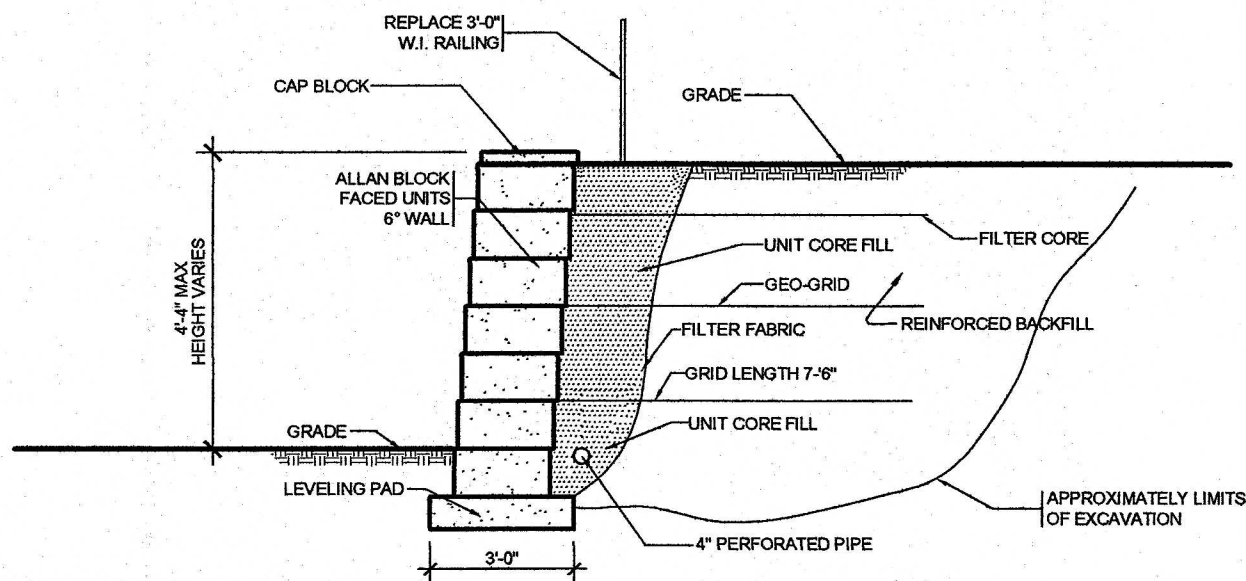 REPLACE 3'-0"
W.I. RAILING
CAP BLOCK
GRADE
ALLAN BLOCK
FACED UNITS
6° WALL
FILTER CORE
UNIT CORE FILL
GEO-GRID
4'-4" MAX
HEIGHT VARIES
REINFORCED BACKFILL
FILTER FABRIC
GRID LENGTH 7-'6"
UNIT CORE FILL
GRADE
LEVELING PAD
APPROXIMATELY LIMITS
OF EXCAVATION
4" PERFORATED PIPE
3'-0"